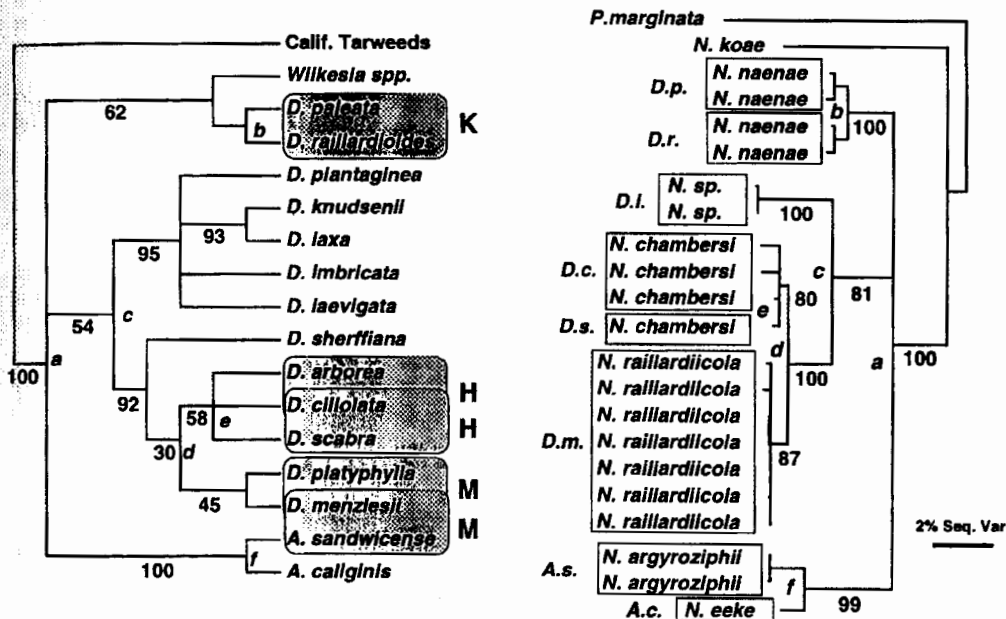 Calif. Tarweeds
Wilkesia spp.
62
D. paleata
b
K
D. raillardioides
D. plantaginea
D. knudsenii
93
95
D. laxa
D. imbricata
D. laevigata
54
c
D. sherffiana
a
100
D. arborea
H
92
D. ciliolata
58
e
H
D. scabra
30
d
D. platyphylla
M
45
D. menziesii
M
A. sandwicense
100
f
A. caliginis
P.marginata
N. koae
D.p.
N. naenae
N. naenae
b
100
D.r.
N. naenae
N. naenae
D.i.
N. sp.
N. sp.
100
D.c.
N. chambersi
N. chambersi
N. chambersi
c
e
80
81
D.s.
N. chambersi
d
a
100
100
D.m.
N. raillardiicola
N. raillardiicola
N. raillardiicola
N. raillardiicola
N. raillardiicola
N. raillardiicola
N. raillardiicola
87
2% Seq. Var
A.s.
N. argyroziphii
N. argyroziphii
f
99
A.c.
N. eeke